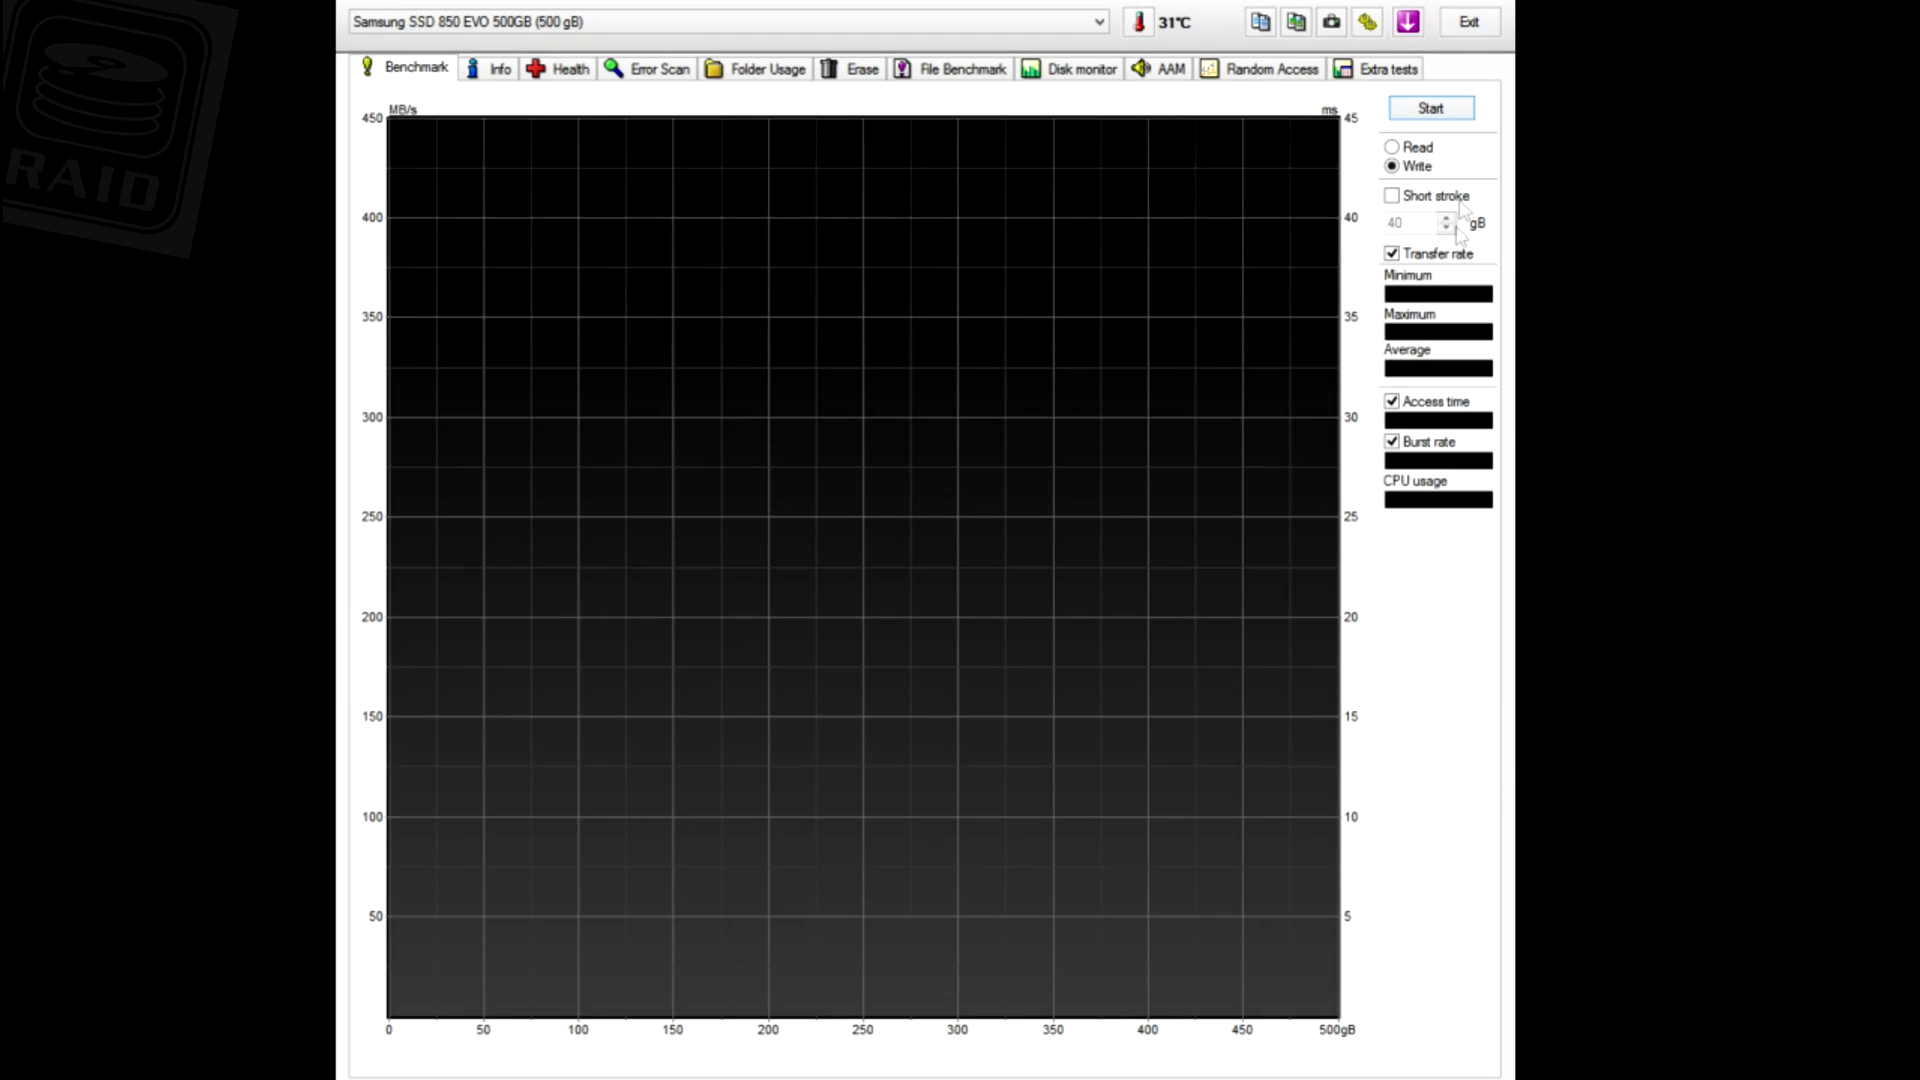 Samsung SSD 850 EVO 500GB (500 gB)
31°C
Exit
Benchmark
Info
Health
Error Scan
Folder Usage
Erase
File Benchmark
Disk monitor
AAM
Random Access
Extra tests
MB/s
ms
450
400
350
300
250
200
150
100
50
45
40
35
30
25
20
15
10
5
0
50
100
150
200
250
300
350
400
450
500gB
Start
Read
Write
Short stroke
40 gB
Transfer rate
Minimum
Maximum
Average
Access time
Burst rate
CPU usage
RAID